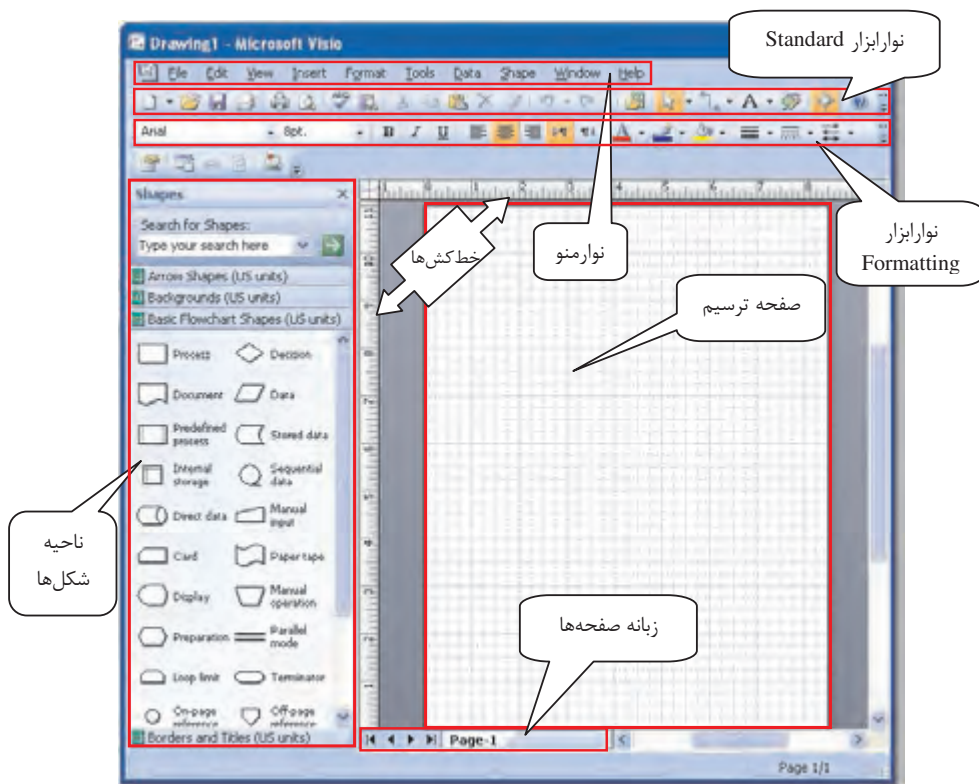 Drawing1 - Microsoft Visio
نوارابزار Standard
File Edit View Insert Format Tools Data Shape Window Help
Arial 8pt. B I U
Shapes
Search for Shapes:
Type your search here
Arrow Shapes (US units)
Backgrounds (US units)
Basic Flowchart Shapes (US units)
Process Decision
Document Data
Predefined process Stored data
Internal storage Sequential data
Direct data Manual input
Card Paper tape
Display Manual operation
Preparation Parallel mode
Loop limit Terminator
On-page reference Off-page reference
Borders and Titles (US units)
خط‌کش‌ها
نوارمنو
نوارابزار
Formatting
صفحه ترسیم
ناحیه
شکل‌ها
زبانه صفحه‌ها
Page-1
Page 1/1